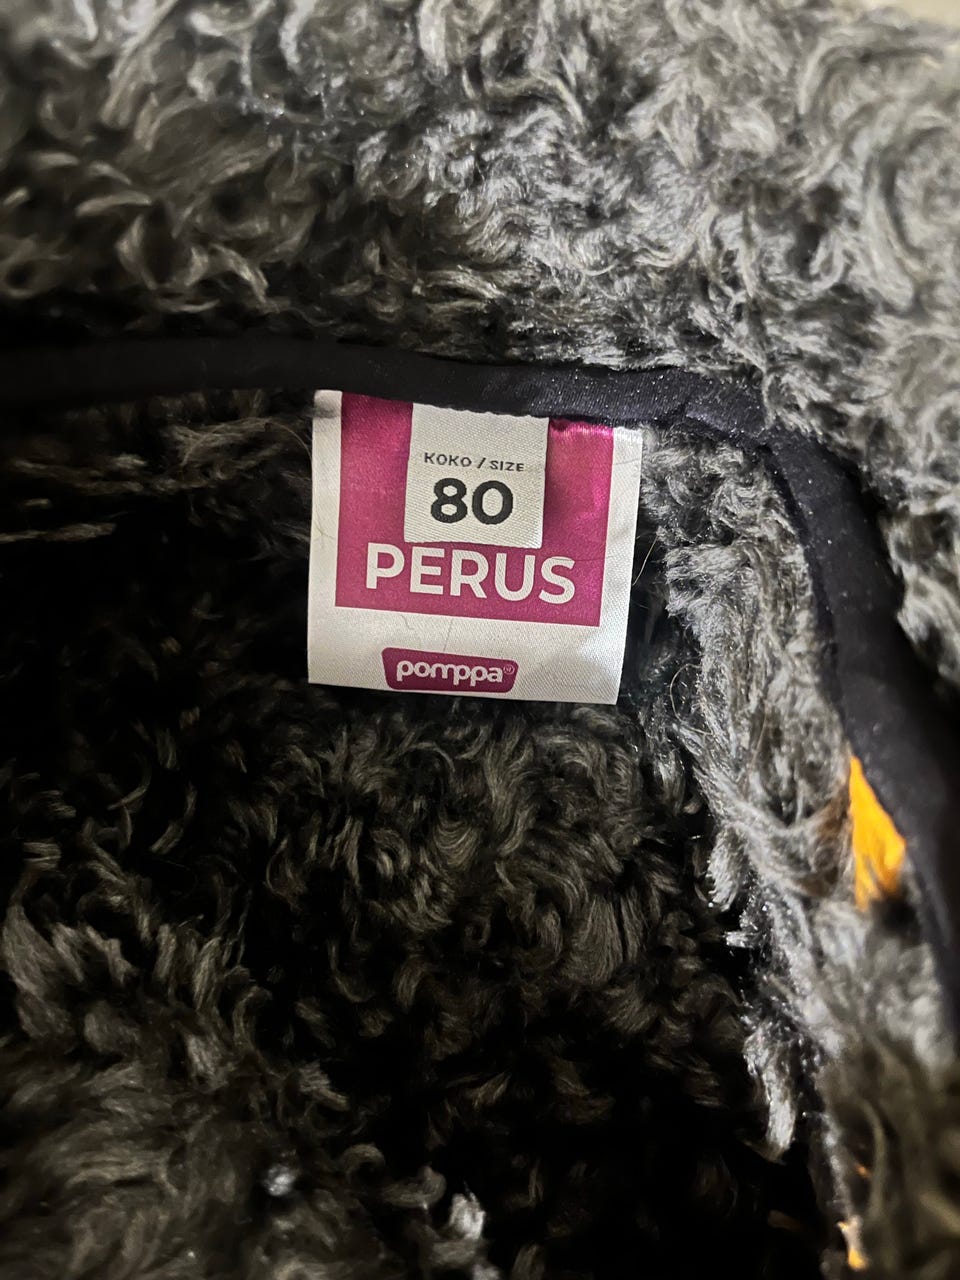 KOKO / SIZE
80
PERUS
pomppa®